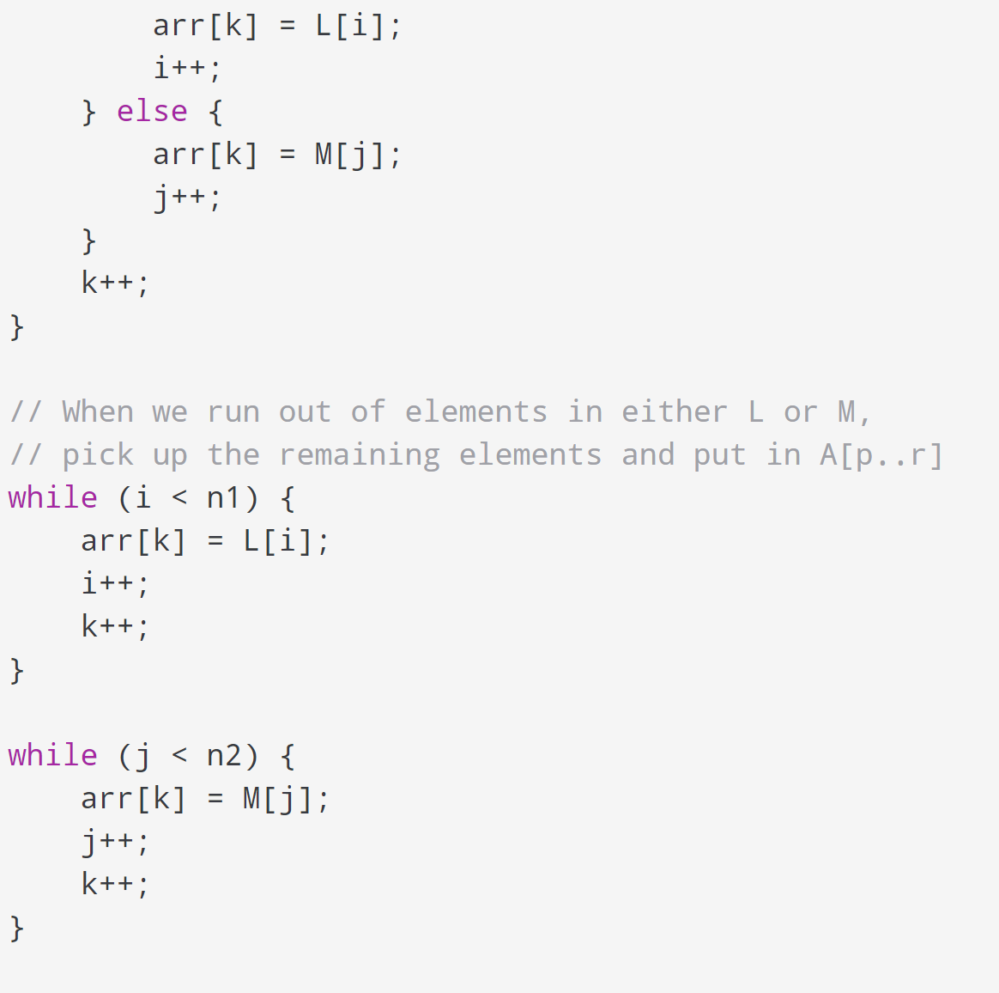 arr[k] = L[i];
        i++;
    } else {
        arr[k] = M[j];
        j++;
    }
    k++;
}

// When we run out of elements in either L or M,
// pick up the remaining elements and put in A[p..r]
while (i < n1) {
    arr[k] = L[i];
    i++;
    k++;
}

while (j < n2) {
    arr[k] = M[j];
    j++;
    k++;
}